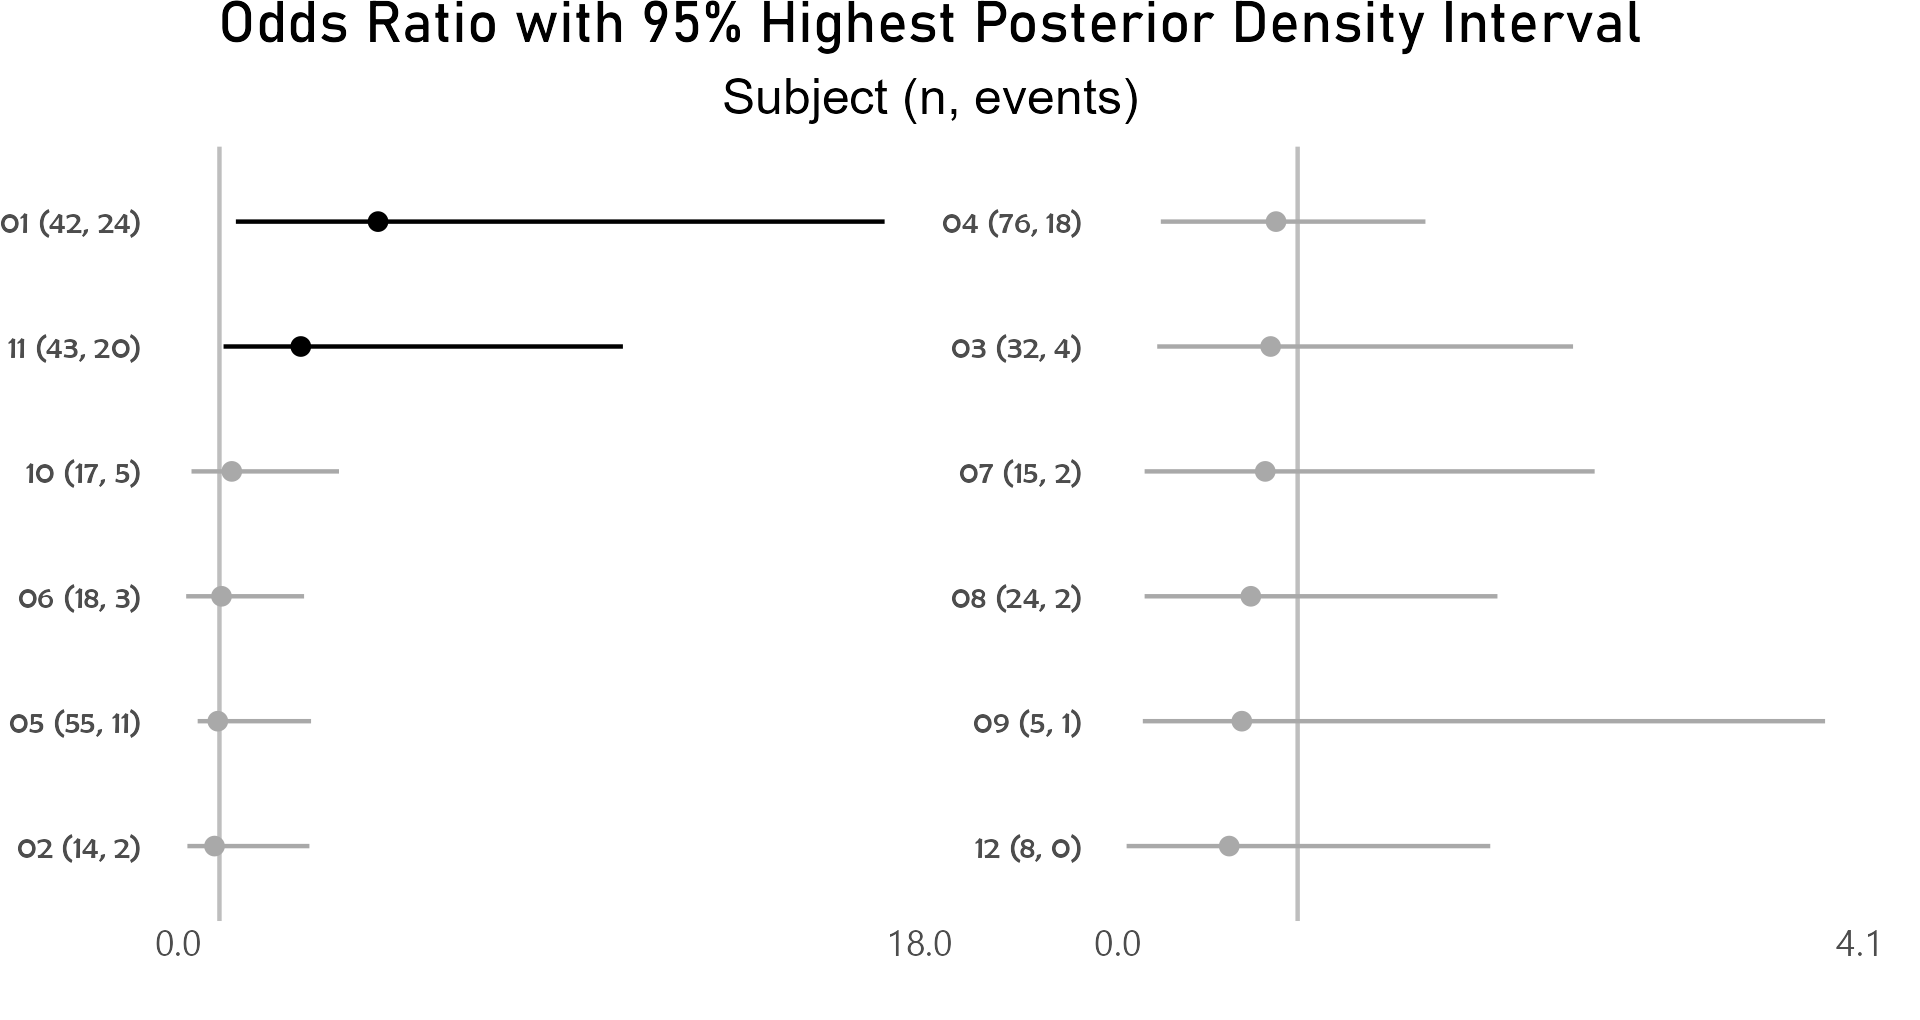 Odds Ratio with 95% Highest Posterior Density Interval
Subject (n, events)
01 (42, 24)
11 (43, 20)
10 (17, 5)
06 (18, 3)
05 (55, 11)
02 (14, 2)
0.0 18.0
04 (76, 18)
03 (32, 4)
07 (15, 2)
08 (24, 2)
09 (5, 1)
12 (8, 0)
0.0 4.1